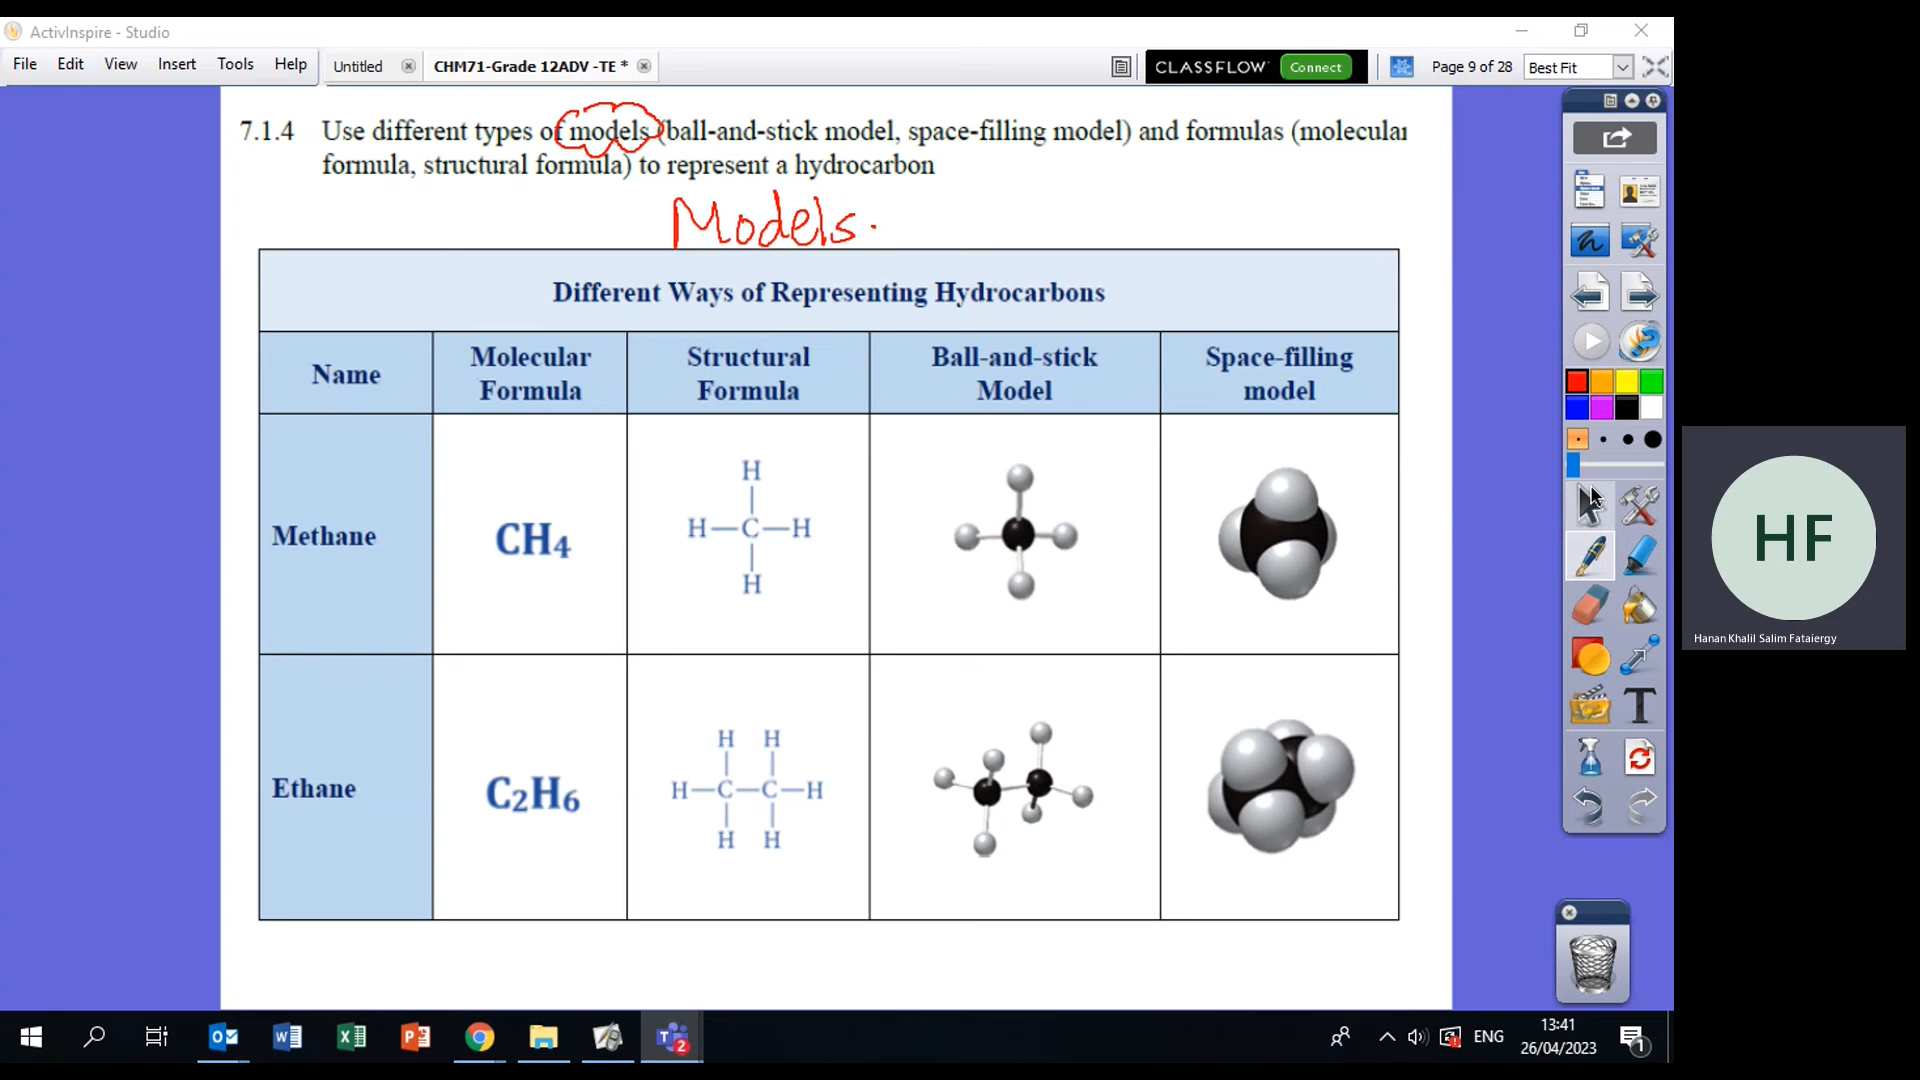 ActivInspire - Studio
File Edit View Insert Tools Help Untitled CHM71-Grade 12ADV -TE * CLASSFLOW Connect Page 9 of 28 Best Fit
7.1.4 Use different types of models (ball-and-stick model, space-filling model) and formulas (molecular
formula, structural formula) to represent a hydrocarbon
Models.
Different Ways of Representing Hydrocarbons
Name
Molecular Formula
Structural Formula
Ball-and-stick Model
Space-filling model
Methane
CH₄
H
H—C—H
H
Ethane
C₂H₆
H H
H—C—C—H
H H
T
HF
Hanan Khalil Salim Fataiergy
2
ENG
13:41
26/04/2023
1